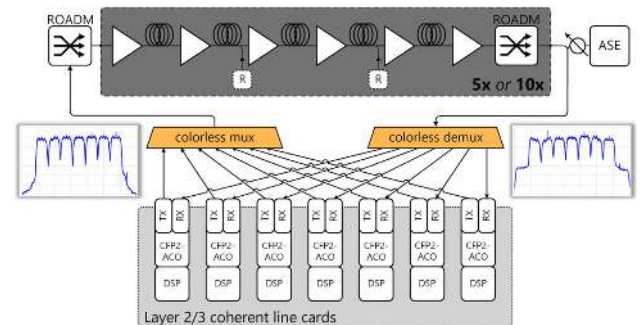 ROADM
ROADM
ASE
R
R
5x or 10x
colorless mux
colorless demux
TX RX TX RX TX RX TX RX TX RX TX RX TX RX
CFP2-ACO CFP2-ACO CFP2-ACO CFP2-ACO CFP2-ACO CFP2-ACO CFP2-ACO
DSP DSP DSP DSP DSP DSP DSP
Layer 2/3 coherent line cards